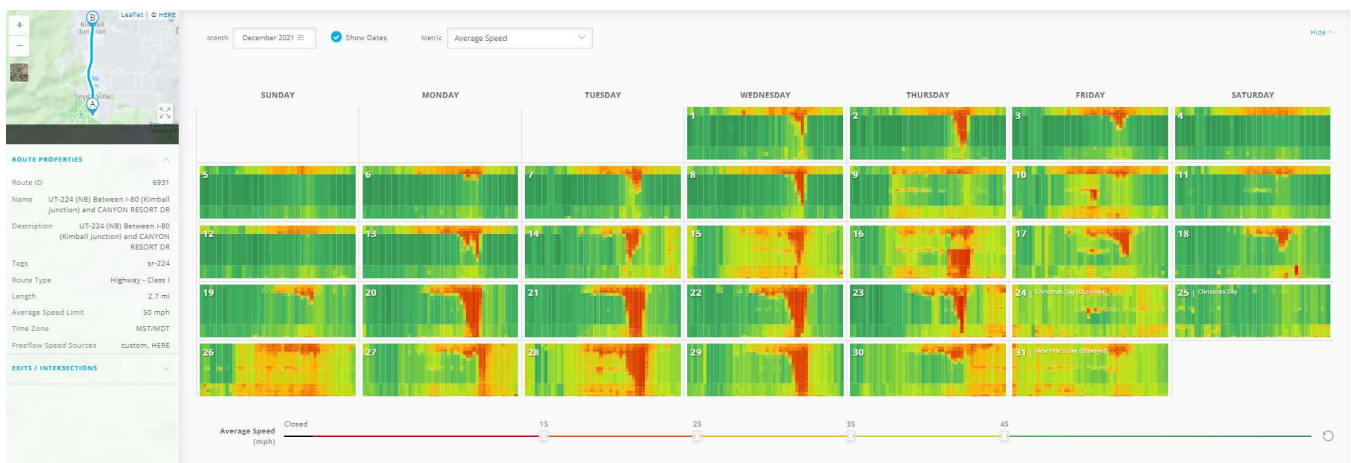 +
−
Leaflet | © HERE
B
Kimball
Junction
A
Month December 2021 Show Dates Metric Average Speed Hide
SUNDAY MONDAY TUESDAY WEDNESDAY THURSDAY FRIDAY SATURDAY
1 2 3 4
5 6 7 8 9 10 11
12 13 14 15 16 17 18
19 20 21 22 23 24 | Christmas Day (Observed) 25 | Christmas Day
26 27 28 29 30 31 | New Year's Day (Observed)
ROUTE PROPERTIES
Route ID 6931
Name UT-224 (NB) Between I-80 (Kimball
junction) and CANYON RESORT DR
Description UT-224 (NB) Between I-80
(Kimball junction) and CANYON
RESORT DR
Tags sr-224
Route Type Highway - Class I
Length 2.7 mi
Average Speed Limit 50 mph
Time Zone MST/MDT
Freeflow Speed Sources custom, HERE
EXITS / INTERSECTIONS
Average Speed
(mph)
Closed 15 25 35 45